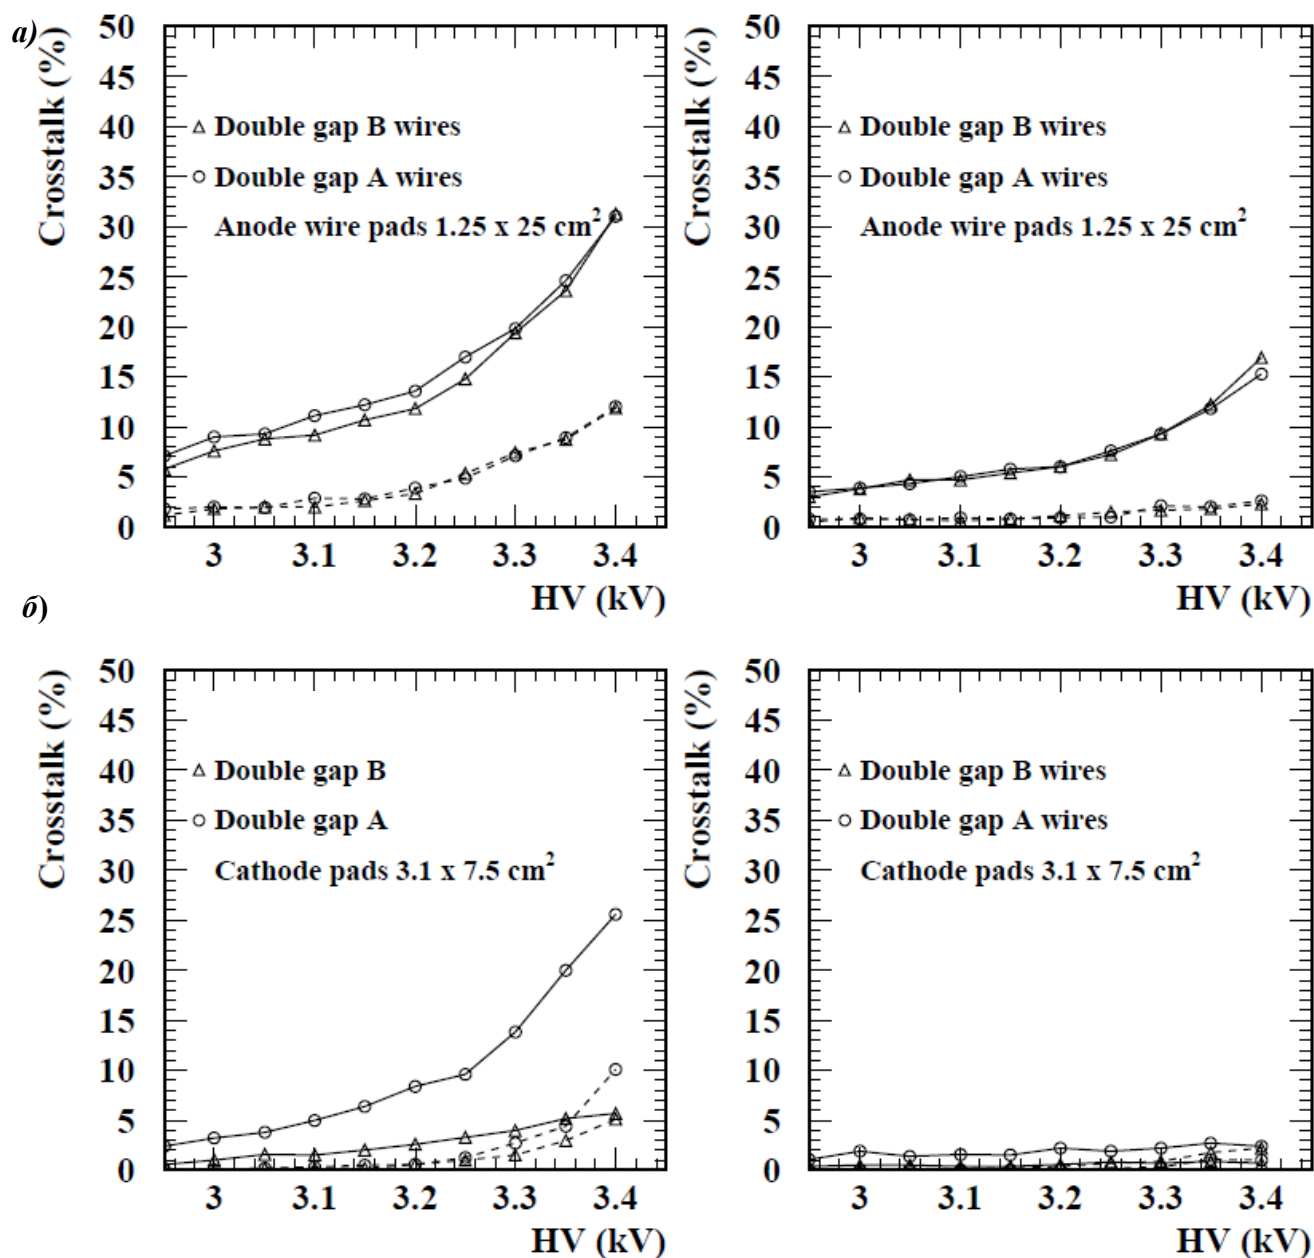 а)
Crosstalk (%)
50
45
40
35
30
25
20
15
10
5
0
Double gap B wires
Double gap A wires
Anode wire pads 1.25 x 25 cm²
3 3.1 3.2 3.3 3.4
HV (kV)
Crosstalk (%)
50
45
40
35
30
25
20
15
10
5
0
Double gap B wires
Double gap A wires
Anode wire pads 1.25 x 25 cm²
3 3.1 3.2 3.3 3.4
HV (kV)
б)
Crosstalk (%)
50
45
40
35
30
25
20
15
10
5
0
Double gap B
Double gap A
Cathode pads 3.1 x 7.5 cm²
3 3.1 3.2 3.3 3.4
HV (kV)
Crosstalk (%)
50
45
40
35
30
25
20
15
10
5
0
Double gap B wires
Double gap A wires
Cathode pads 3.1 x 7.5 cm²
3 3.1 3.2 3.3 3.4
HV (kV)